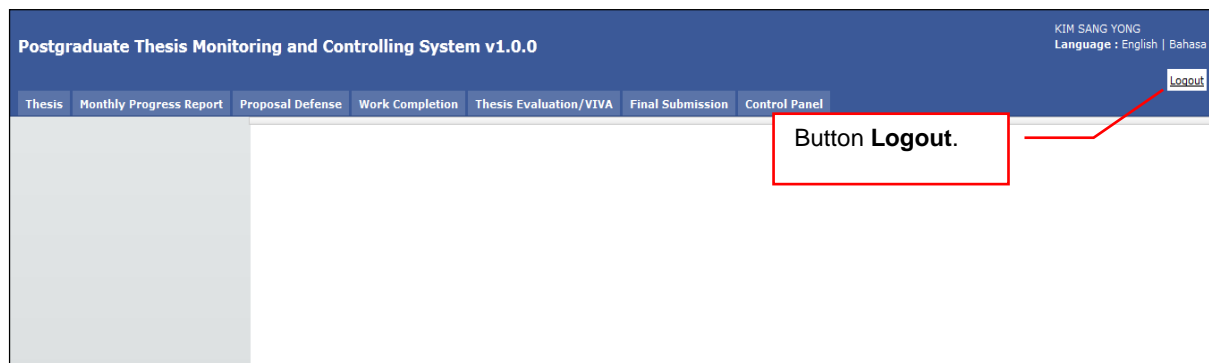 KIM SANG YONG
Postgraduate Thesis Monitoring and Controlling System v1.0.0
Language : English | Bahasa
Logout
Thesis Monthly Progress Report Proposal Defense Work Completion Thesis Evaluation/VIVA Final Submission Control Panel
Button Logout.